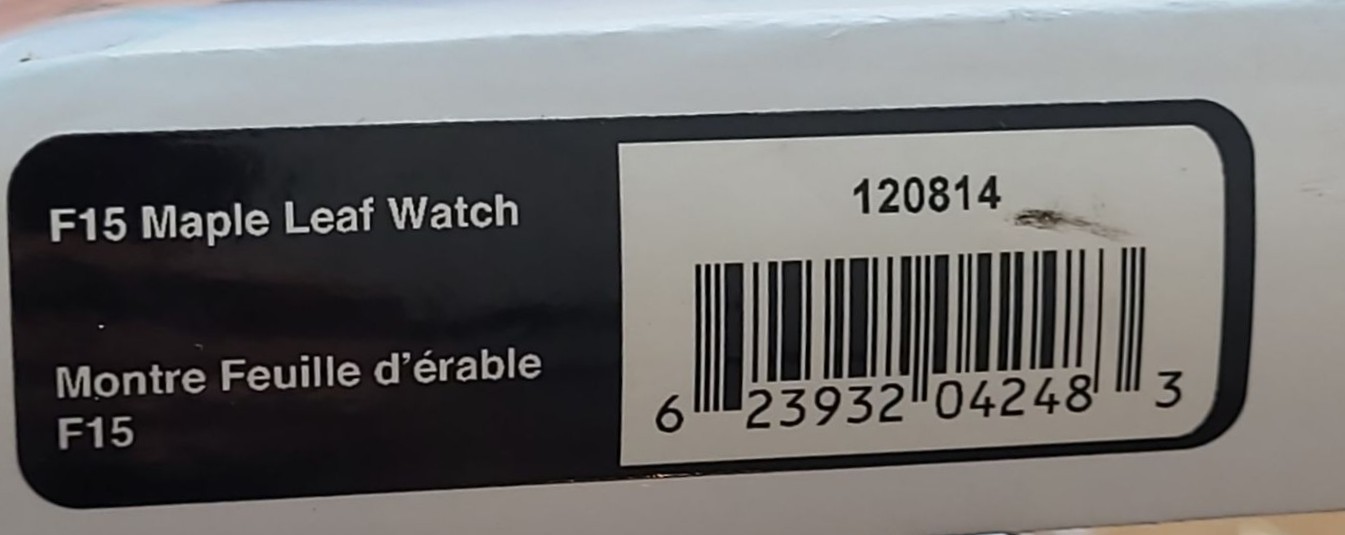 F15 Maple Leaf Watch
Montre Feuille d'érable
F15
120814
6 23932 04248 3